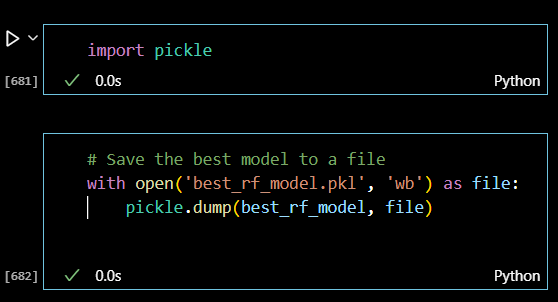 import pickle
[681]
0.0s
Python
# Save the best model to a file
with open('best_rf_model.pkl', 'wb') as file:
    pickle.dump(best_rf_model, file)
[682]
0.0s
Python